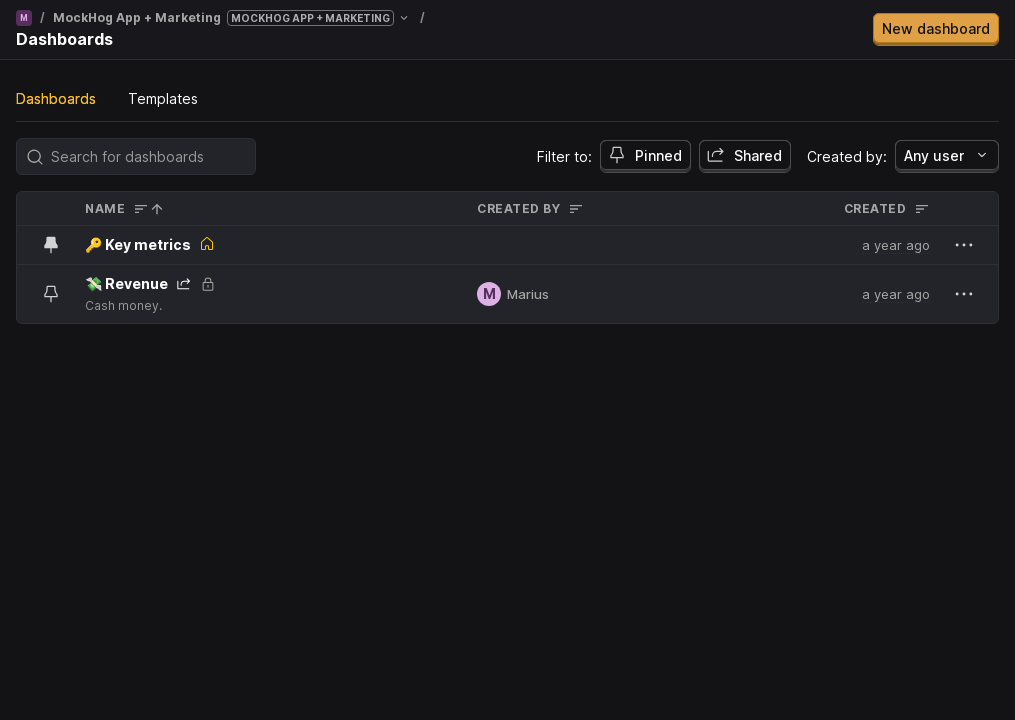 M / MockHog App + Marketing MOCKHOG APP + MARKETING /
Dashboards
New dashboard
Dashboards Templates
Search for dashboards Filter to: Pinned Shared Created by: Any user
NAME CREATED BY CREATED
🔑 Key metrics a year ago
💸 Revenue
Cash money.
M Marius a year ago